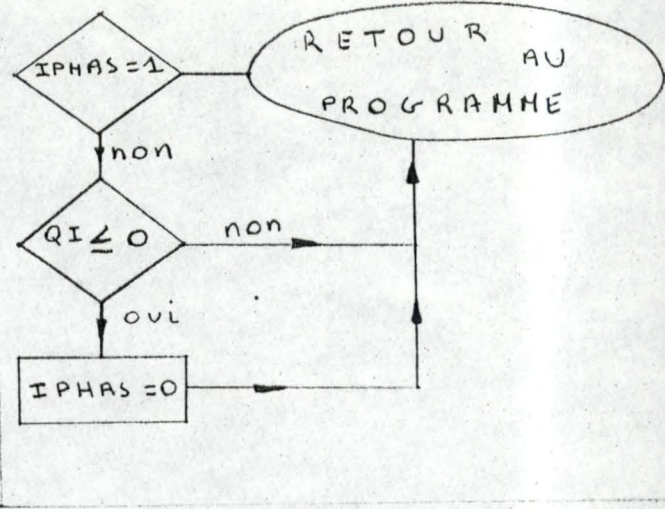 IPHAS=1
RETOUR
AU
PROGRAMME
non
QI ≤ 0
non
oui
IPHAS=0